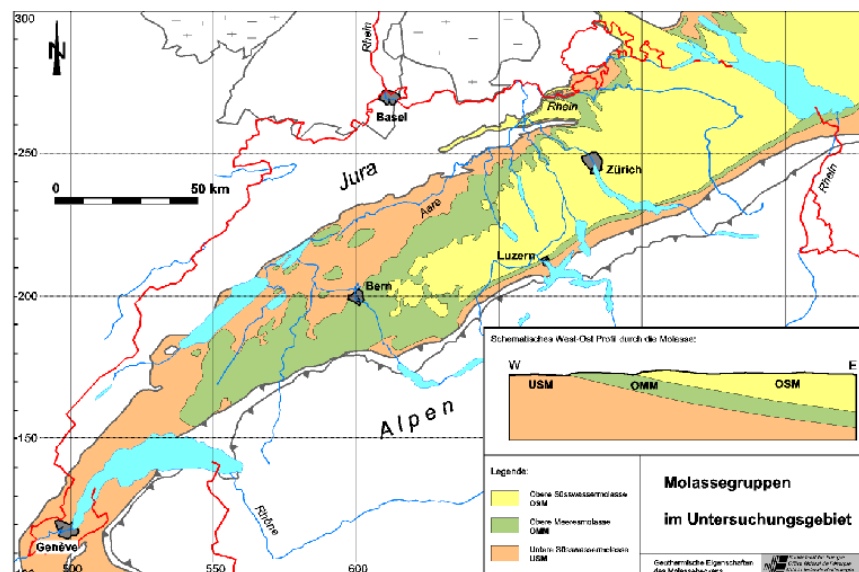 300
N
Rhein
Basel
Rhein
250
Jura
Zürich
0
50 km
Rhein
Aare
Luzern
Bern
200
Schematisches West-Ost Profil durch die Molasse:
W
E
USM
OMM
OSM
Alpen
150
Legende:
Obere Süsswassermolasse
OSM
Obere Meeresmolasse
OMM
Untere Süsswassermolasse
USM
Molassegruppen
im Untersuchungsgebiet
Rhône
Genève
500
550
600
Geothermische Eigenschaften
des Molassebeckens